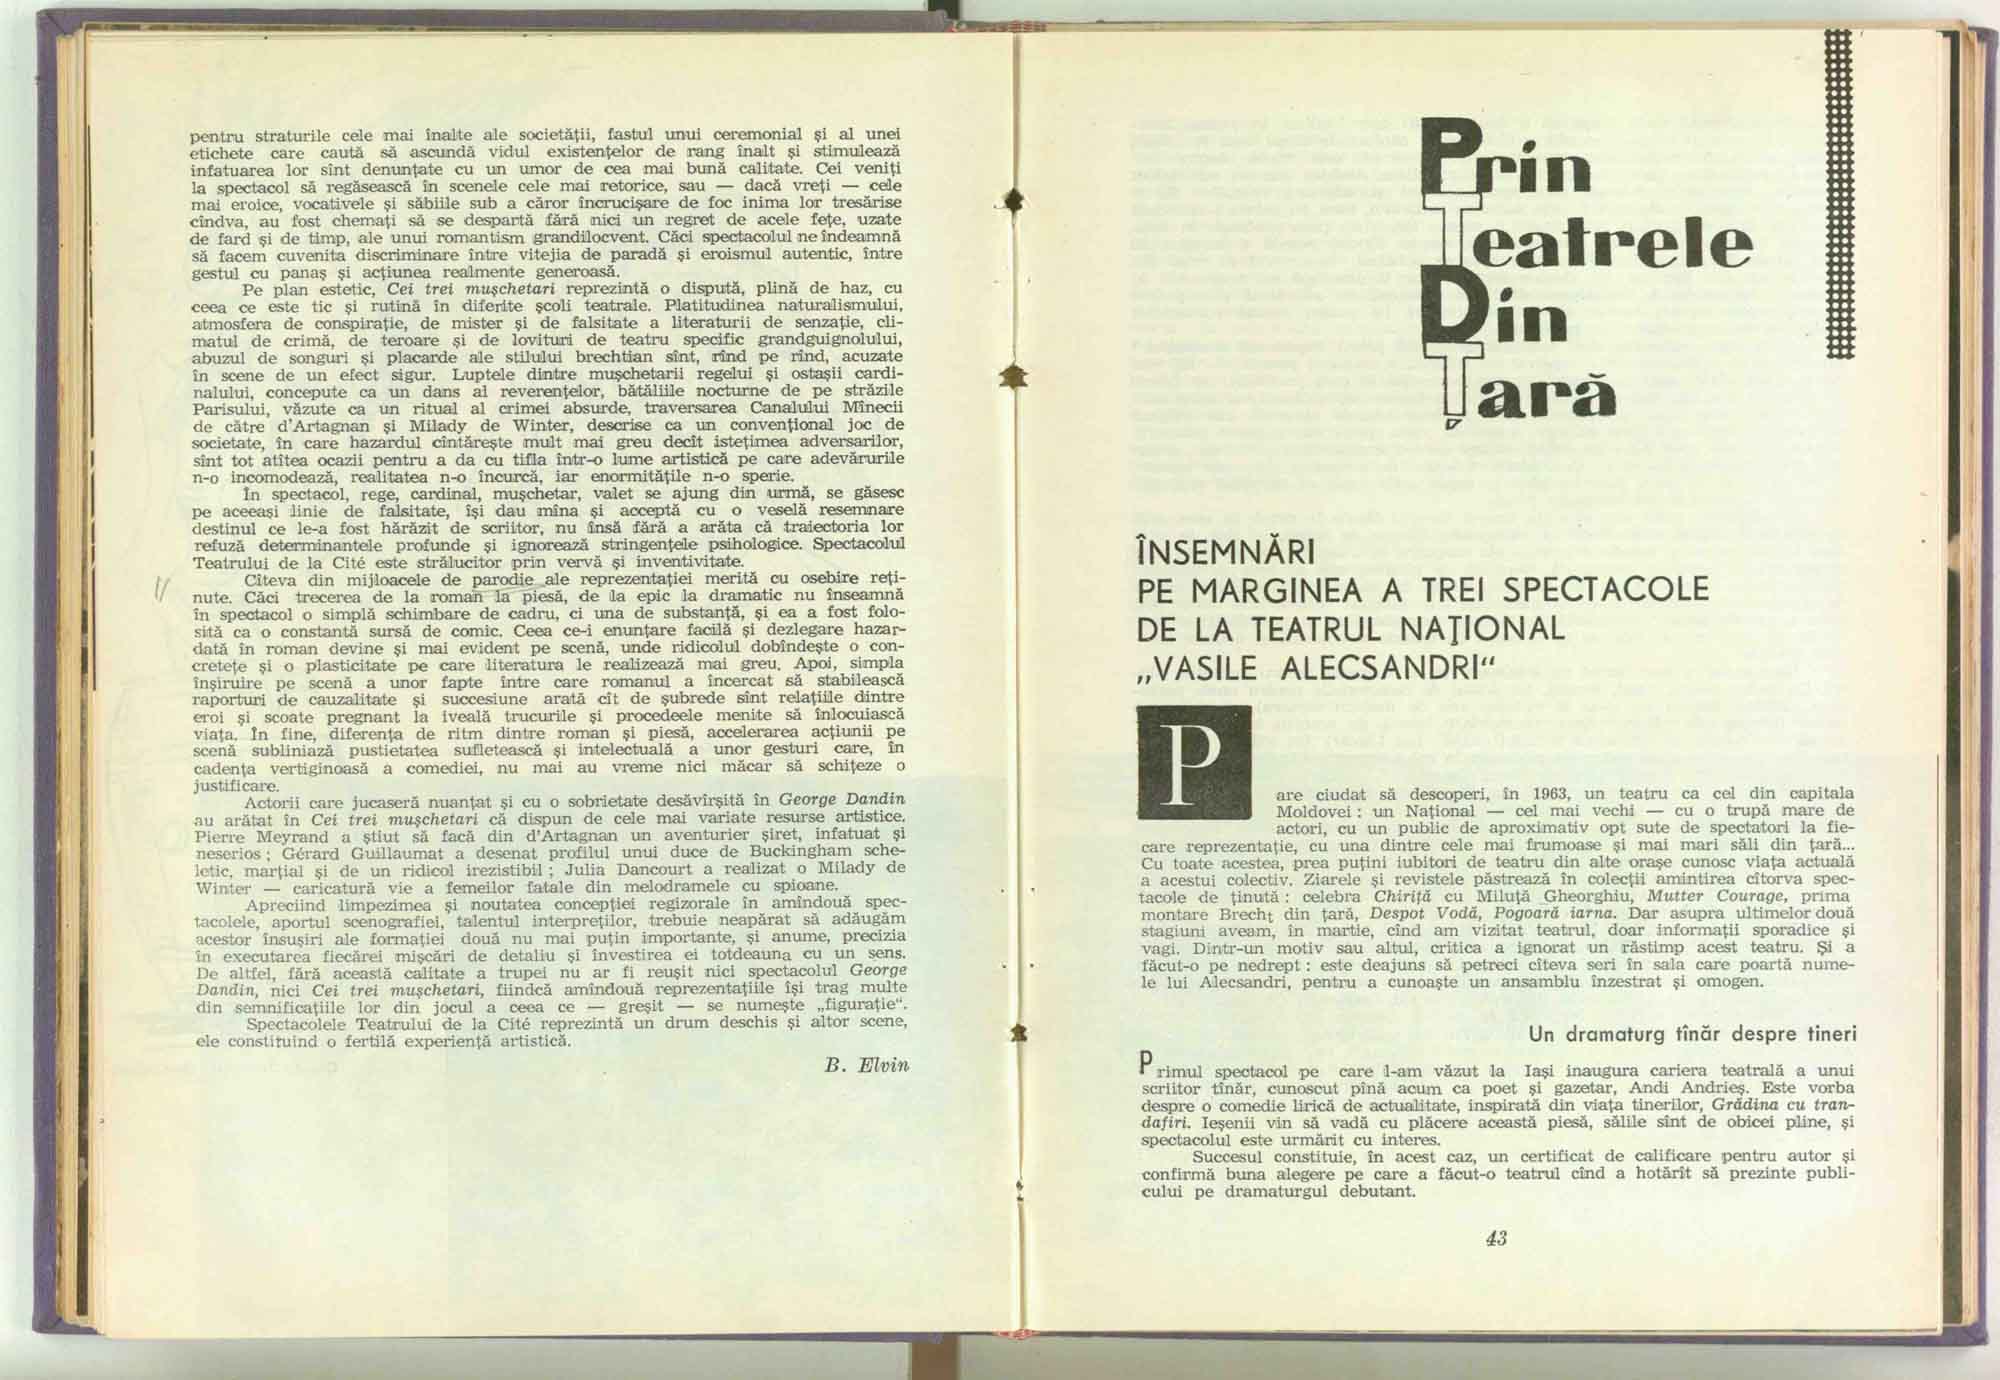 pentru straturile cele mai înalte ale societății, fastul unui ceremonial și al unei
etichete care caută să ascundă vidul existențelor de rang înalt și stimulează
infatuarea lor sînt denunțate cu un umor de cea mai bună calitate. Cei veniți
la spectacol să regăsească în scenele cele mai retorice, sau — dacă vreți — cele
mai eroice, vocativele și săbiile sub a căror încrucișare de foc inima lor tresărise
cîndva, au fost chemați să se despartă fără nici un regret de acele fețe, uzate
de fard și de timp, ale unui romantism grandilocvent. Căci spectacolul ne îndeamnă
să facem cuvenita discriminare între vitejia de paradă și eroismul autentic, între
gestul cu panaș și acțiunea realmente generoasă.
Pe plan estetic, Cei trei mușchetari reprezintă o dispută, plină de haz, cu
ceea ce este tic și rutină în diferite școli teatrale. Platitudinea naturalismului,
atmosfera de conspirație, de mister și de falsitate a literaturii de senzație, cli-
matul de crimă, de teroare și de lovituri de teatru specific grandguignolului,
abuzul de songuri și placarde ale stilului brechtian sînt, rînd pe rînd, acuzate
în scene de un efect sigur. Luptele dintre mușchetarii regelui și ostașii cardi-
nalului, concepute ca un dans al reverențelor, bătăliile nocturne de pe străzile
Parisului, văzute ca un ritual al crimei absurde, traversarea Canalului Mînecii
de către d'Artagnan și Milady de Winter, descrise ca un convențional joc de
societate, în care hazardul cîntărește mult mai greu decît istețimea adversarilor,
sînt tot atîtea ocazii pentru a da cu tifla într-o lume artistică pe care adevărurile
n-o incomodează, realitatea n-o încurcă, iar enormitățile n-o sperie.
În spectacol, rege, cardinal, mușchetar, valet se ajung din urmă, se găsesc
pe aceeași linie de falsitate, își dau mîna și acceptă cu o veselă resemnare
destinul ce le-a fost hărăzit de scriitor, nu însă fără a arăta că traiectoria lor
refuză determinantele profunde și ignorează stringențele psihologice. Spectacolul
Teatrului de la Cité este strălucitor prin vervă și inventivitate.
Cîteva din mijloacele de parodie ale reprezentației merită cu osebire reți-
nute. Căci trecerea de la roman la piesă, de la epic la dramatic nu înseamnă
în spectacol o simplă schimbare de cadru, ci una de substanță, și ea a fost folo-
sită ca o constantă sursă de comic. Ceea ce-i enunțare facilă și dezlegare hazar-
dată în roman devine și mai evident pe scenă, unde ridicolul dobîndește o con-
cretețe și o plasticitate pe care literatura le realizează mai greu. Apoi, simpla
înșiruire pe scenă a unor fapte între care romanul a încercat să stabilească
raporturi de cauzalitate și succesiune arată cît de șubrede sînt relațiile dintre
eroi și scoate pregnant la iveală trucurile și procedeele menite să înlocuiască
viața. În fine, diferența de ritm dintre roman și piesă, accelerarea acțiunii pe
scenă subliniază pustietatea sufletească și intelectuală a unor gesturi care, în
cadența vertiginoasă a comediei, nu mai au vreme nici măcar să schițeze o
justificare.
Actorii care jucaseră nuanțat și cu o sobrietate desăvîrșită în George Dandin
au arătat în Cei trei mușchetari că dispun de cele mai variate resurse artistice.
Pierre Meyrand a știut să facă din d'Artagnan un aventurier șiret, infatuat și
neserios ; Gérard Guillaumat a desenat profilul unui duce de Buckingham sche-
letic, marțial și de un ridicol irezistibil ; Julia Dancourt a realizat o Milady de
Winter — caricatură vie a femeilor fatale din melodramele cu spioane.
Apreciind limpezimea și noutatea concepției regizorale în amîndouă spec-
tacolele, aportul scenografiei, talentul interpreților, trebuie neapărat să adăugăm
acestor însușiri ale formației două nu mai puțin importante, și anume, precizia
în executarea fiecărei mișcări de detaliu și învestirea ei totdeauna cu un sens.
De altfel, fără această calitate a trupei nu ar fi reușit nici spectacolul George
Dandin, nici Cei trei mușchetari, fiindcă amîndouă reprezentațiile își trag multe
din semnificațiile lor din jocul a ceea ce — greșit — se numește „figurație“.
Spectacolele Teatrului de la Cité reprezintă un drum deschis și altor scene,
ele constituind o fertilă experiență artistică.
B. Elvin
Prin
Teatrele
Din
Țară
ÎNSEMNĂRI
PE MARGINEA A TREI SPECTACOLE
DE LA TEATRUL NAȚIONAL
„VASILE ALECSANDRI“
Pare ciudat să descoperi, în 1963, un teatru ca cel din capitala
Moldovei : un Național — cel mai vechi — cu o trupă mare de
actori, cu un public de aproximativ opt sute de spectatori la fie-
care reprezentație, cu una dintre cele mai frumoase și mai mari săli din țară...
Cu toate acestea, prea puțini iubitori de teatru din alte orașe cunosc viața actuală
a acestui colectiv. Ziarele și revistele păstrează în colecții amintirea cîtorva spec-
tacole de ținută : celebra Chiriță cu Miluță Gheorghiu, Mutter Courage, prima
montare Brecht din țară, Despot Vodă, Pogoară iarna. Dar asupra ultimelor două
stagiuni aveam, în martie, cînd am vizitat teatrul, doar informații sporadice și
vagi. Dintr-un motiv sau altul, critica a ignorat un răstimp acest teatru. Și a
făcut-o pe nedrept : este deajuns să petreci cîteva seri în sala care poartă nume-
le lui Alecsandri, pentru a cunoaște un ansamblu înzestrat și omogen.
Un dramaturg tînăr despre tineri
Primul spectacol pe care l-am văzut la Iași inaugura cariera teatrală a unui
scriitor tînăr, cunoscut pînă acum ca poet și gazetar, Andi Andrieș. Este vorba
despre o comedie lirică de actualitate, inspirată din viața tinerilor, Grădina cu tran-
dafiri. Ieșenii vin să vadă cu plăcere această piesă, sălile sînt de obicei pline, și
spectacolul este urmărit cu interes.
Succesul constituie, în acest caz, un certificat de calificare pentru autor și
confirmă buna alegere pe care a făcut-o teatrul cînd a hotărît să prezinte publi-
cului pe dramaturgul debutant.
43